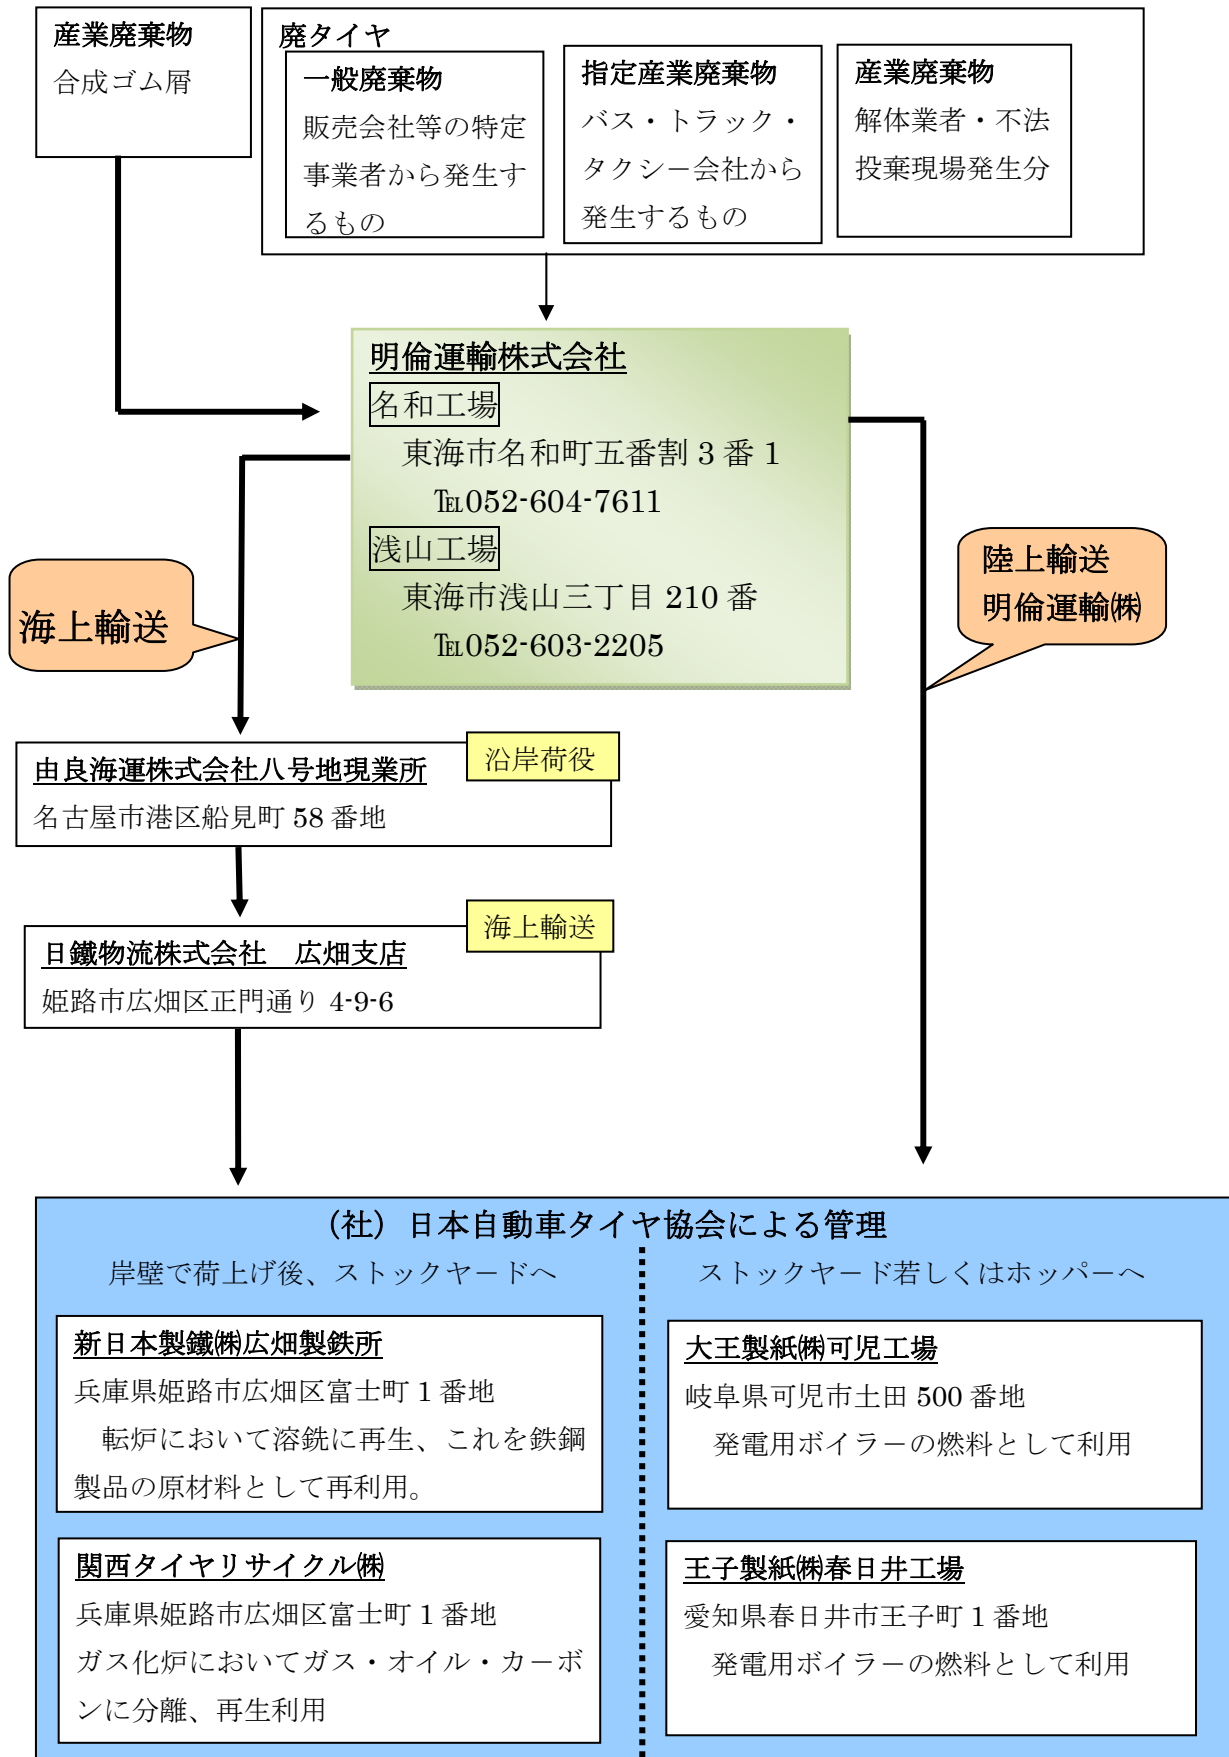 産業廃棄物
合成ゴム屑
廃タイヤ
一般廃棄物
販売会社等の特定
事業者から発生す
るもの
指定産業廃棄物
バス・トラック・
タクシー会社から
発生するもの
産業廃棄物
解体業者・不法
投棄現場発生分
明倫運輸株式会社
名和工場
東海市名和町五番割 3 番 1
℡052-604-7611
浅山工場
東海市浅山三丁目 210 番
℡052-603-2205
海上輸送
陸上輸送
明倫運輸㈱
由良海運株式会社八号地現業所
沿岸荷役
名古屋市港区船見町 58 番地
日鐵物流株式会社　広畑支店
海上輸送
姫路市広畑区正門通り 4-9-6
（社）日本自動車タイヤ協会による管理
岸壁で荷上げ後、ストックヤードへ
新日本製鐵㈱広畑製鉄所
兵庫県姫路市広畑区富士町 1 番地
転炉において溶銑に再生、これを鉄鋼
製品の原材料として再利用。
関西タイヤリサイクル㈱
兵庫県姫路市広畑区富士町 1 番地
ガス化炉においてガス・オイル・カーボ
ンに分離、再生利用
ストックヤード若しくはホッパーへ
大王製紙㈱可児工場
岐阜県可児市土田 500 番地
発電用ボイラーの燃料として利用
王子製紙㈱春日井工場
愛知県春日井市王子町 1 番地
発電用ボイラーの燃料として利用